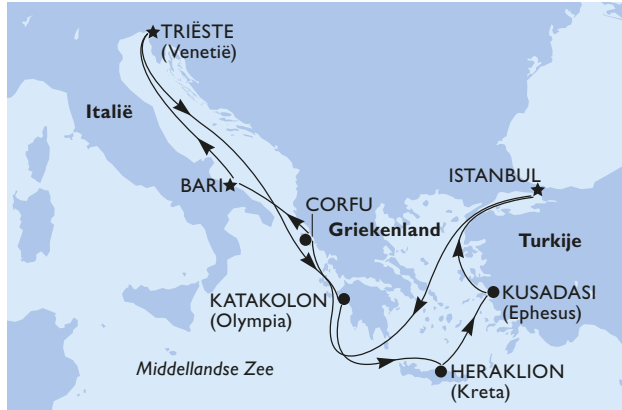 TRIËSTE
(Venetië)
Italië
BARI
ISTANBUL
CORFU
Griekenland
Turkije
KATAKOLON
(Olympia)
KUSADASI
(Ephesus)
Middellandse Zee
HERAKLION
(Kreta)